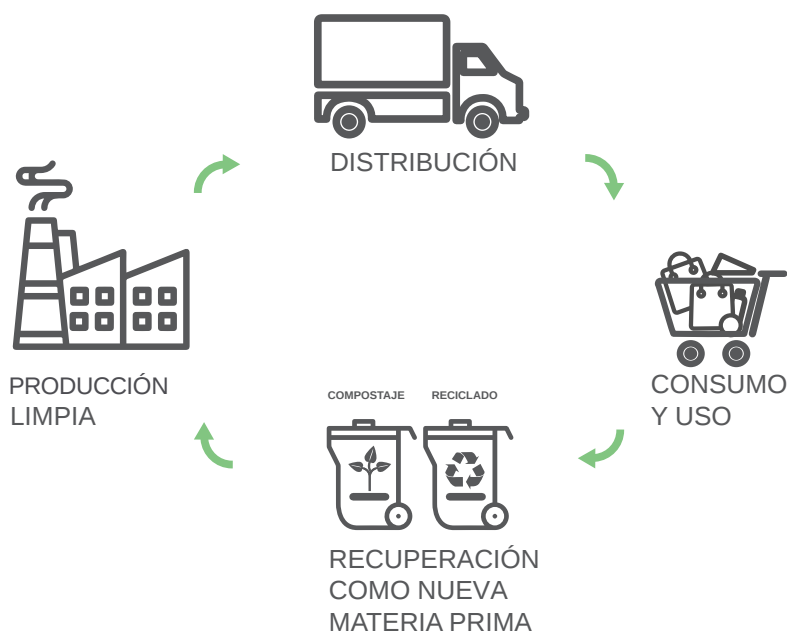 DISTRIBUCIÓN
PRODUCCIÓN
LIMPIA
CONSUMO
Y USO
COMPOSTAJE
RECICLADO
RECUPERACIÓN
COMO NUEVA
MATERIA PRIMA